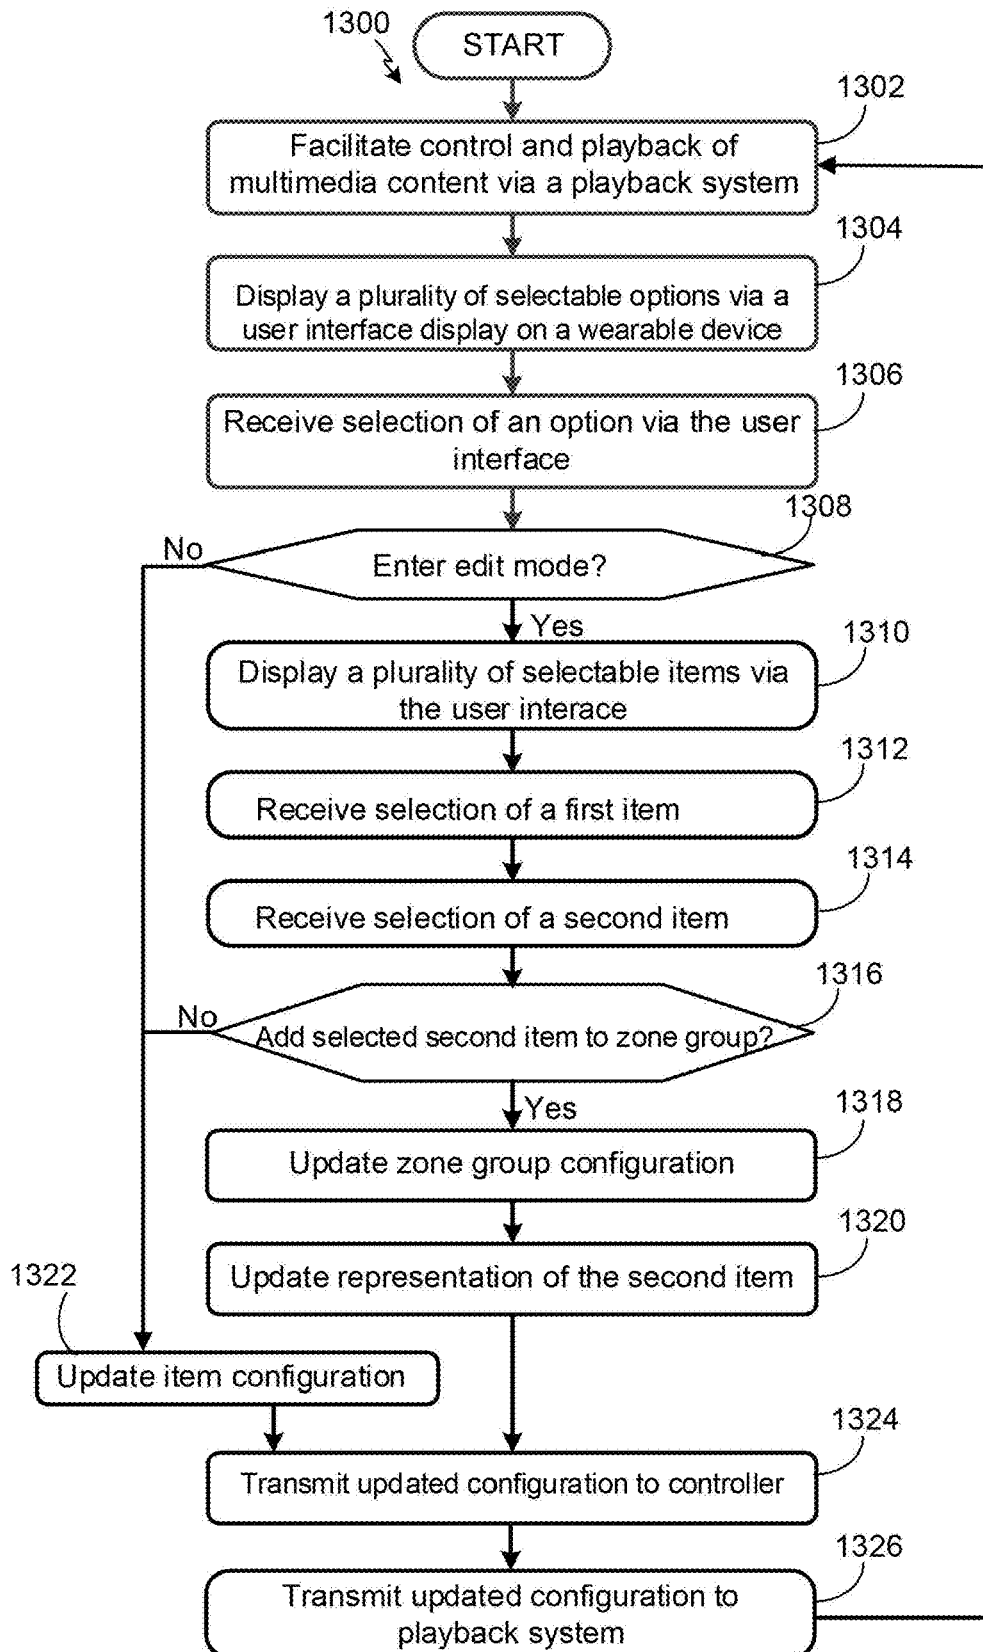 1300
START
1302
Facilitate control and playback of
multimedia content via a playback system
1304
Display a plurality of selectable options via a
user interface display on a wearable device
1306
Receive selection of an option via the user
interface
1308
No
Enter edit mode?
Yes
1310
Display a plurality of selectable items via
the user interace
1312
Receive selection of a first item
1314
Receive selection of a second item
1316
No
Add selected second item to zone group?
Yes
1318
Update zone group configuration
1320
Update representation of the second item
1322
Update item configuration
1324
Transmit updated configuration to controller
1326
Transmit updated configuration to
playback system